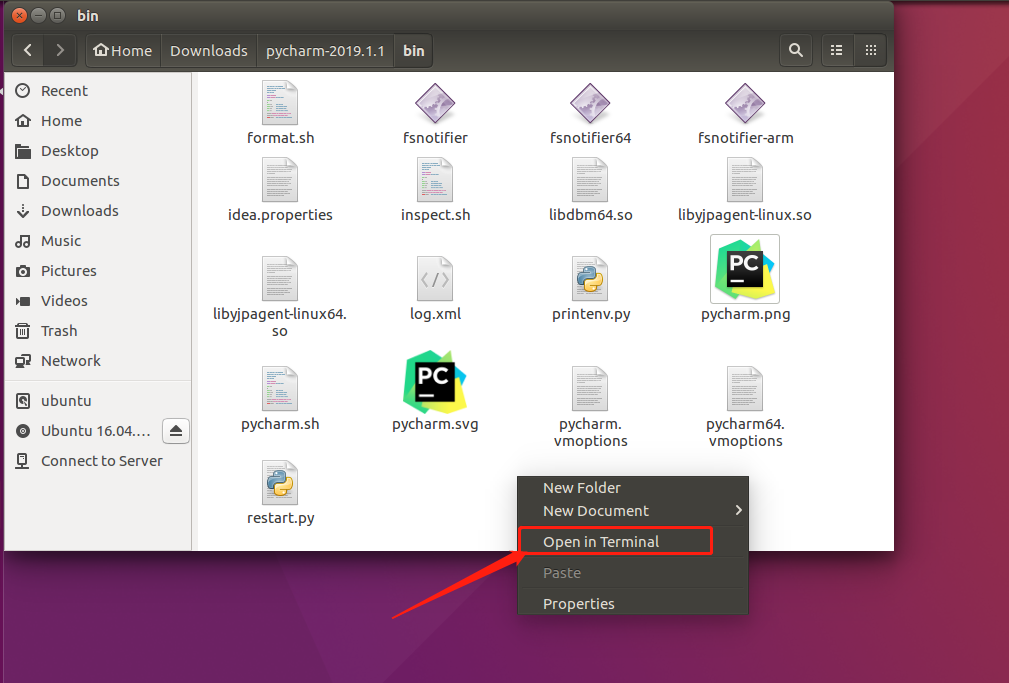 bin
Home
Downloads
pycharm-2019.1.1
bin
Recent
Home
Desktop
Documents
Downloads
Music
Pictures
Videos
Trash
Network
ubuntu
Ubuntu 16.04....
Connect to Server
format.sh
fsnotifier
fsnotifier64
fsnotifier-arm
idea.properties
inspect.sh
libdbm64.so
libyjpagent-linux.so
libyjpagent-linux64.
so
log.xml
printenv.py
PC
pycharm.png
pycharm.sh
PC
pycharm.svg
pycharm.
vmoptions
pycharm64.
vmoptions
restart.py
New Folder
New Document
Open in Terminal
Paste
Properties